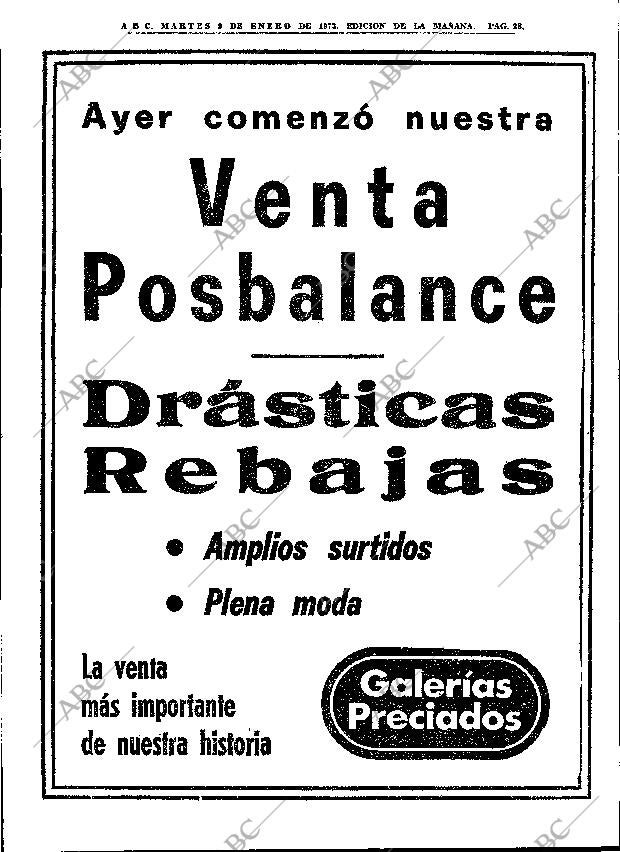 A B C. MARTES 9 DE ENERO DE 1973. EDICION DE LA MAÑANA. PAG. 28.
Ayer comenzó nuestra
Venta
Posbalance
Drásticas
Rebajas
• Amplios surtidos
• Plena moda
La venta
más importante
de nuestra historia
Galerías
Preciados